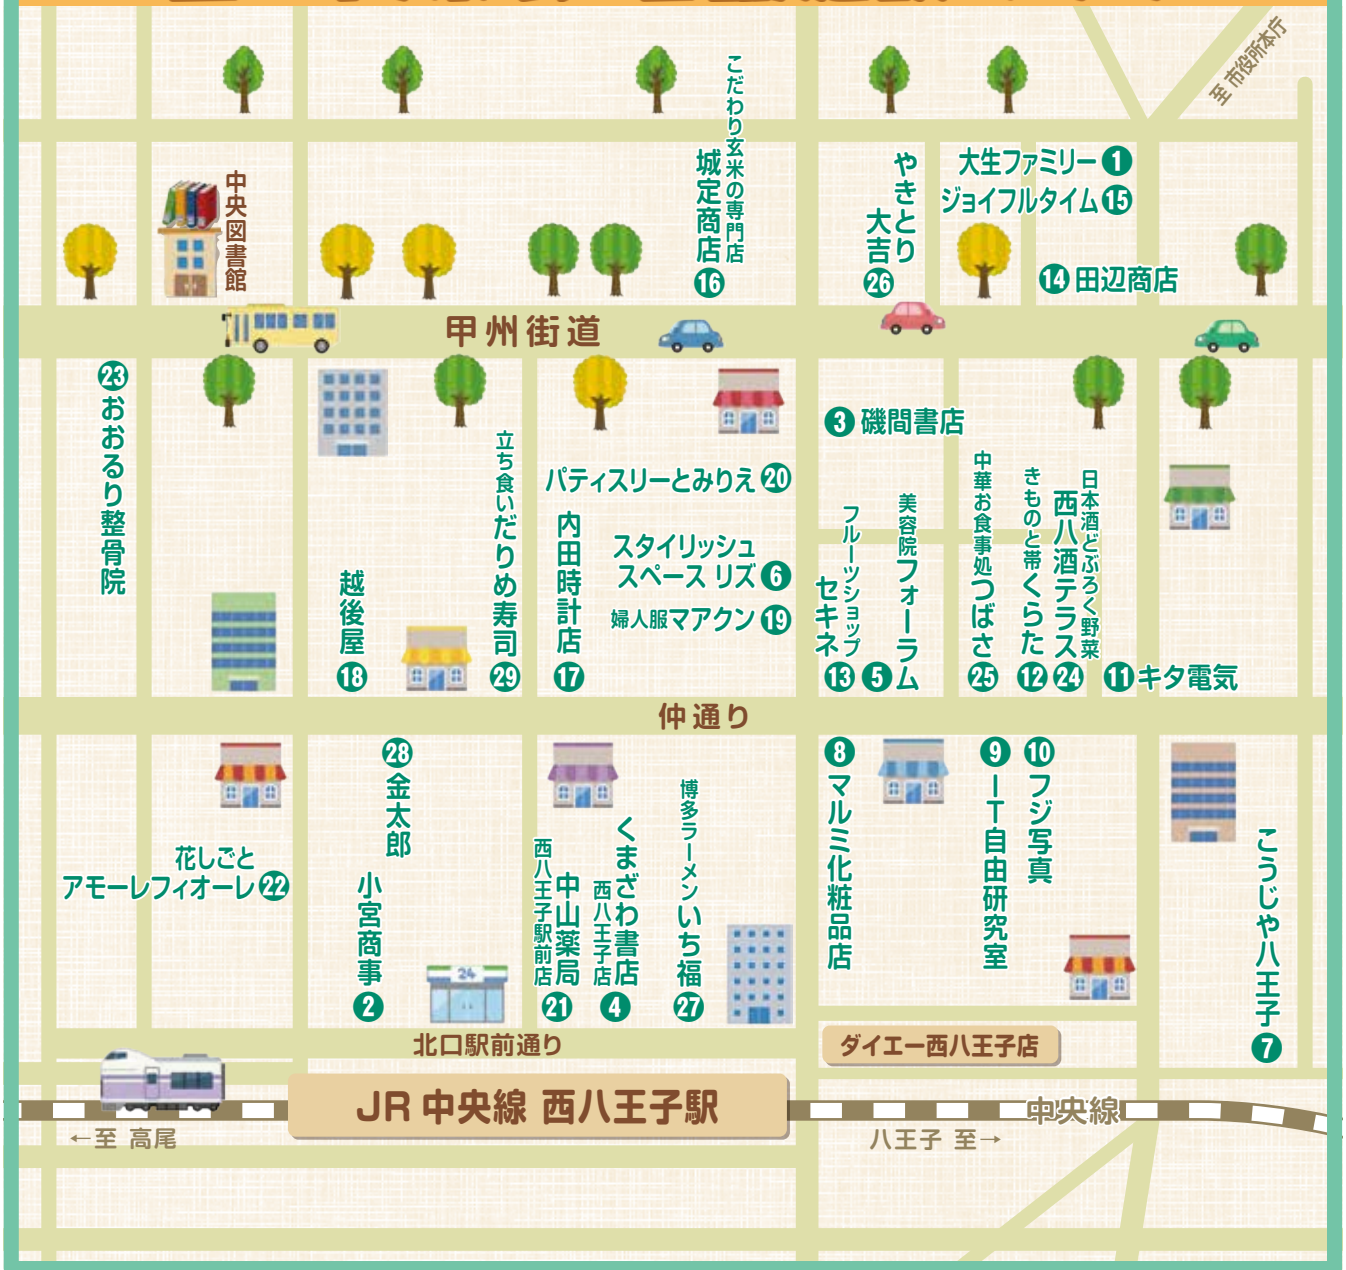 至 市役所本庁
中央図書館
こだわり玄米の専門店
城定商店
16
やきとり
大吉
26
大生ファミリー 1
ジョイフルタイム 15
14 田辺商店
甲州街道
23 おおるり整骨院
越後屋 18
立ち食いだりめ寿司 29
内田時計店 17
パティスリーとみりえ 20
スタイリッシュ
スペース リズ 6
婦人服マアクン 19
3 磯間書店
フルーツショップ
セキネ
13
美容院フォーラム
5
中華お食事処つばさ 25
きものと帯くらた 12
日本酒どぶろく野菜
西八酒テラス
24
11 キタ電気
仲通り
花しごと
アモーレフィオーレ 22
28 金太郎
小宮商事 2
24
中山薬局
西八王子駅前店
21
くまざわ書店
西八王子店
4
博多ラーメンいち福 27
8 マルミ化粧品店
9 IT自由研究室
10 フジ写真
こうじや八王子 7
北口駅前通り
ダイエー西八王子店
JR 中央線 西八王子駅
中央線
←至 高尾
八王子 至→